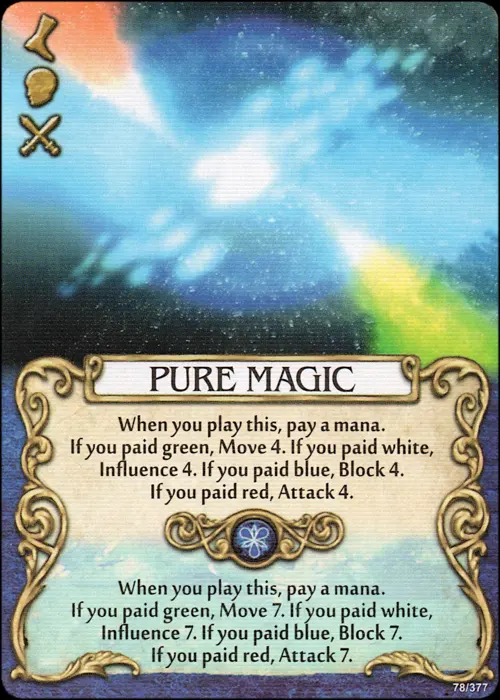 PURE MAGIC
When you play this, pay a mana.
If you paid green, Move 4. If you paid white,
Influence 4. If you paid blue, Block 4.
If you paid red, Attack 4.
When you play this, pay a mana.
If you paid green, Move 7. If you paid white,
Influence 7. If you paid blue, Block 7.
If you paid red, Attack 7.
78/377